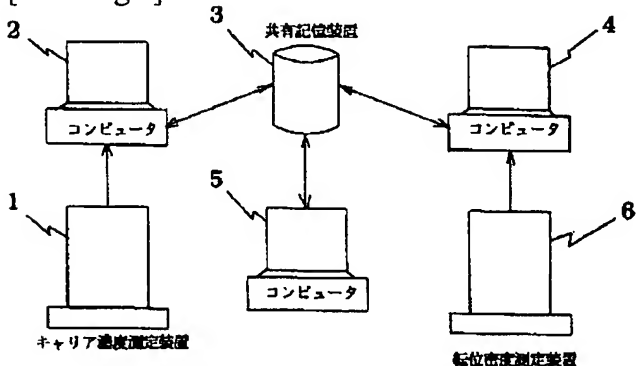 2
3
共有記憶装置
4
コンピュータ
コンピュータ
1
5
6
コンピュータ
キャリア濃度測定装置
転位密度測定装置